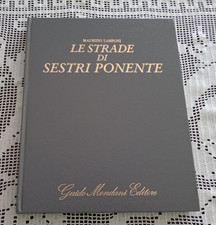 MAURIZIO LAMPONI
LE STRADE
DI
SESTRI PONENTE
Guido Mondani Editore